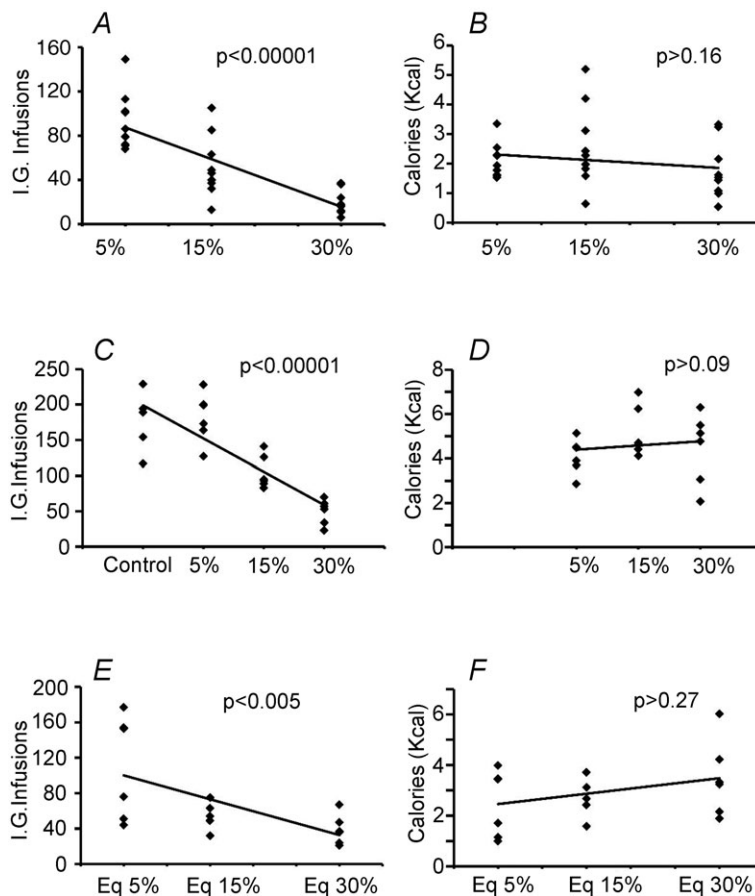 A
p<0.00001
I.G. Infusions
160
120
80
40
0
5%
15%
30%
B
p>0.16
Calories (Kcal)
6
5
4
3
2
1
0
5%
15%
30%
C
p<0.00001
I.G.Infusions
250
200
150
100
50
0
Control
5%
15%
30%
D
p>0.09
Calories (Kcal)
8
6
4
2
0
5%
15%
30%
E
p<0.005
I.G.Infusions
200
160
120
80
40
0
Eq 5%
Eq 15%
Eq 30%
F
p>0.27
Calories (Kcal)
6
4
2
0
Eq 5%
Eq 15%
Eq 30%